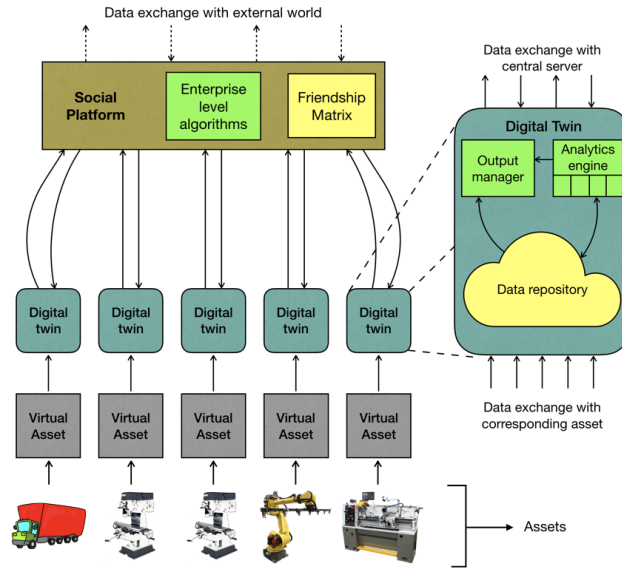 Data exchange with external world
Social
Platform
Enterprise
level
algorithms
Friendship
Matrix
Data exchange with
central server
Digital Twin
Output
manager
Analytics
engine
Data repository
Digital
twin
Digital
twin
Digital
twin
Digital
twin
Digital
twin
Data exchange with
corresponding asset
Virtual
Asset
Virtual
Asset
Virtual
Asset
Virtual
Asset
Virtual
Asset
Assets